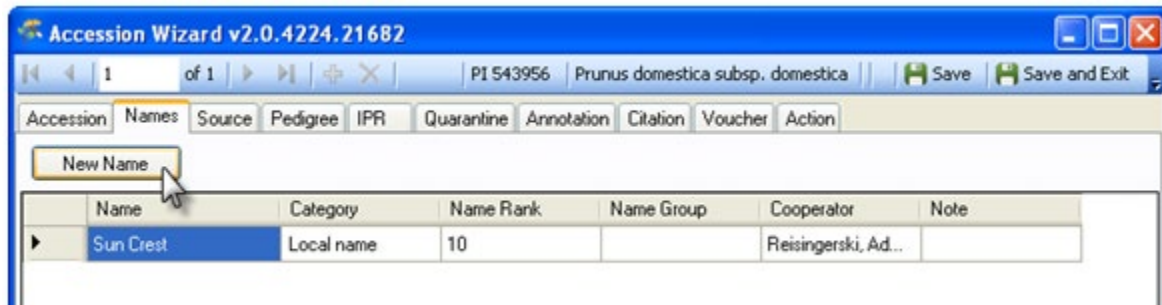 Accession Wizard v2.0.4224.21682
1 of 1 PI 543956 Prunus domestica subsp. domestica Save Save and Exit
Accession Names Source Pedigree IPR Quarantine Annotation Citation Voucher Action
New Name
Name Category Name Rank Name Group Cooperator Note
Sun Crest Local name 10 Reisingerski, Ad...